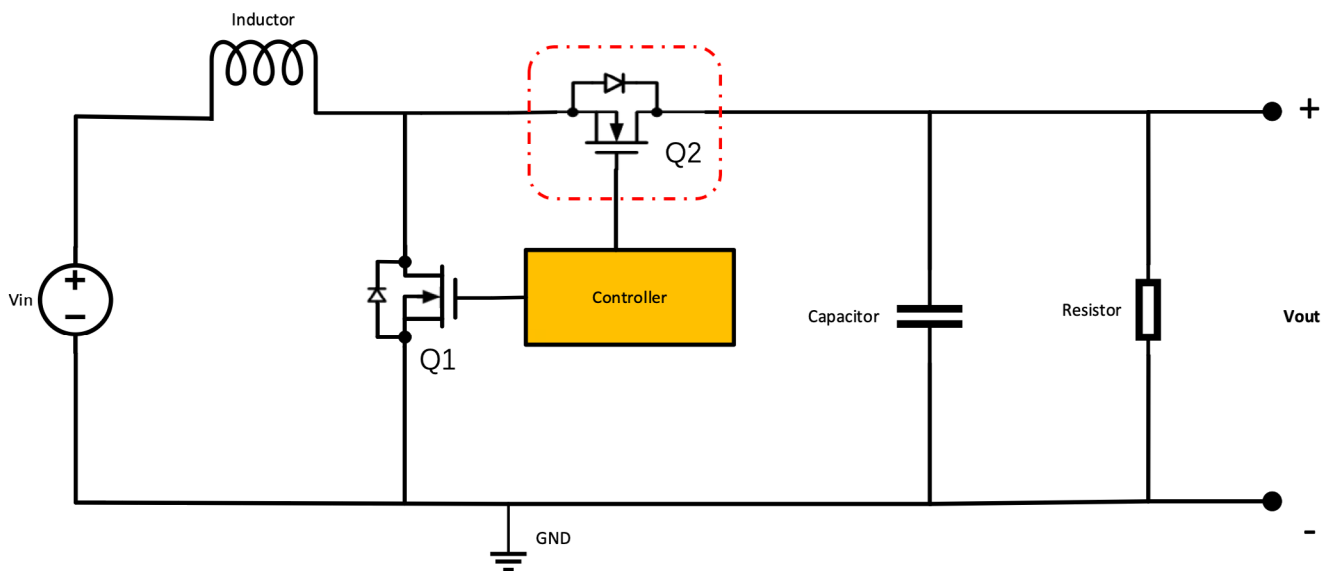 Inductor
+
Q2
Vin
+
−
Controller
Capacitor
Resistor
Vout
Q1
GND
-